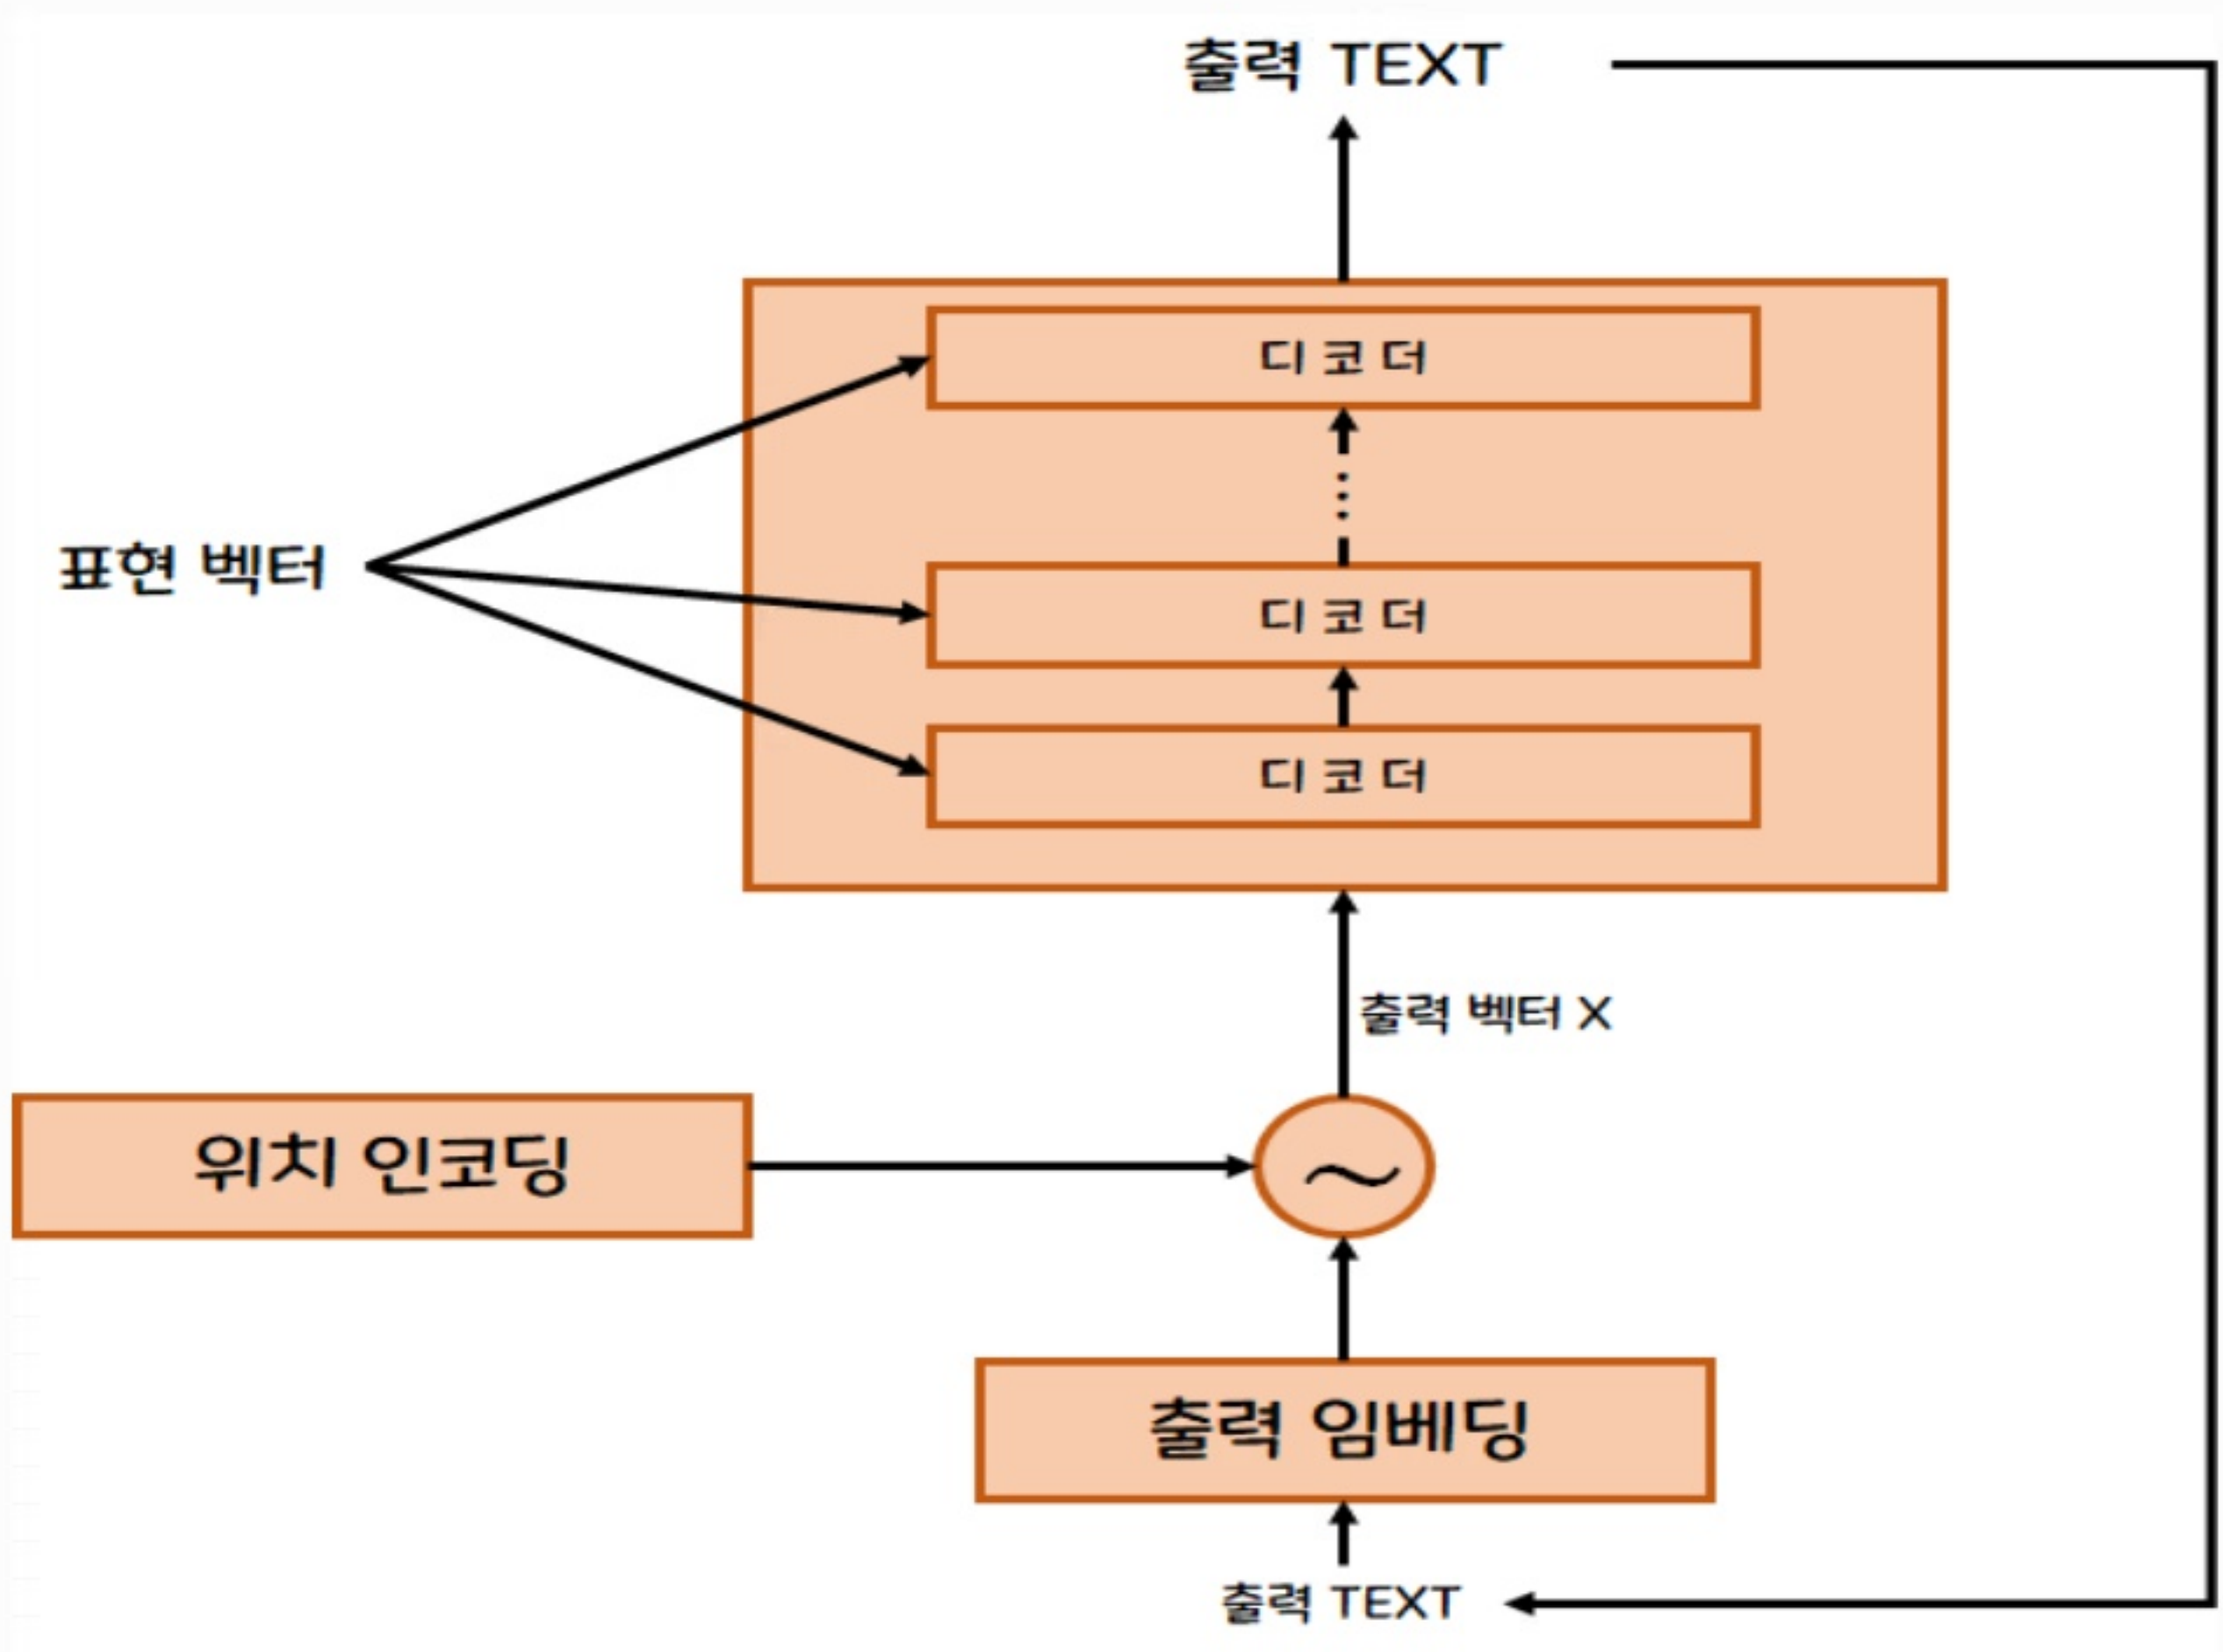 출력 TEXT
디코더
표현 벡터
디코더
디코더
출력 벡터 X
위치 인코딩
~
출력 임베딩
출력 TEXT